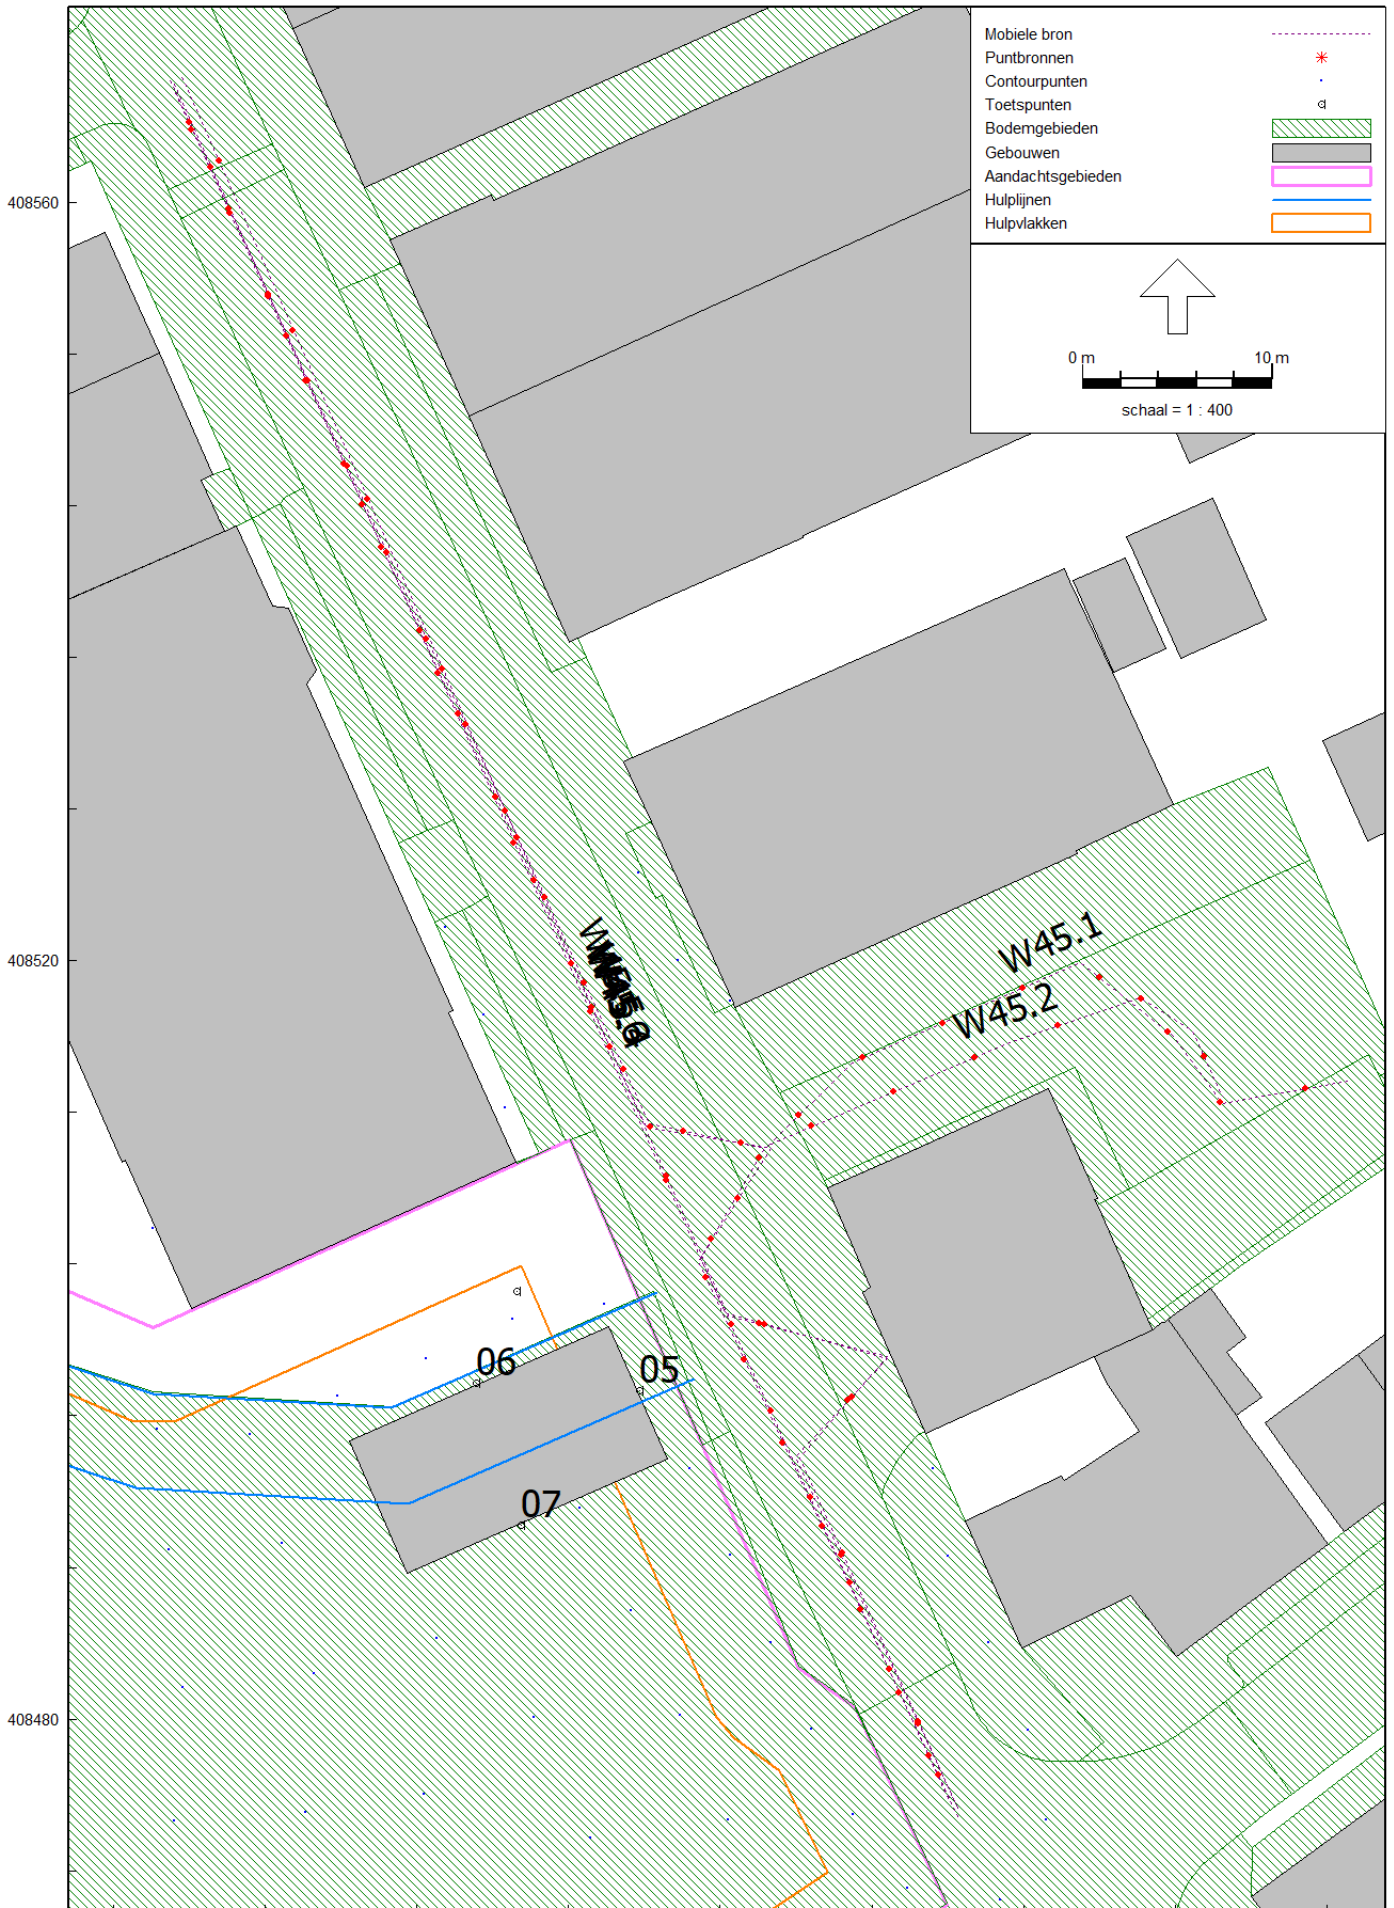 Mobiele bron
Puntbronnen
Contourpunten
Toetspunten
Bodemgebieden
Gebouwen
Aandachtsgebieden
Hulplijnen
Hulpvlakken
0 m 10 m
schaal = 1 : 400
408560
408520
W45.1
W45.2
06
05
07
408480